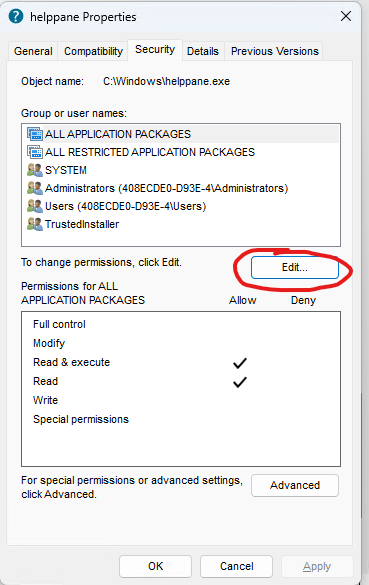 helppane Properties
General Compatibility Security Details Previous Versions
Object name: C:\Windows\helppane.exe
Group or user names:
ALL APPLICATION PACKAGES
ALL RESTRICTED APPLICATION PACKAGES
SYSTEM
Administrators (408ECDE0-D93E-4\Administrators)
Users (408ECDE0-D93E-4\Users)
TrustedInstaller
To change permissions, click Edit. Edit...
Permissions for ALL
APPLICATION PACKAGES Allow Deny
Full control
Modify
Read & execute
Read
Write
Special permissions
For special permissions or advanced settings,
click Advanced. Advanced
OK Cancel Apply